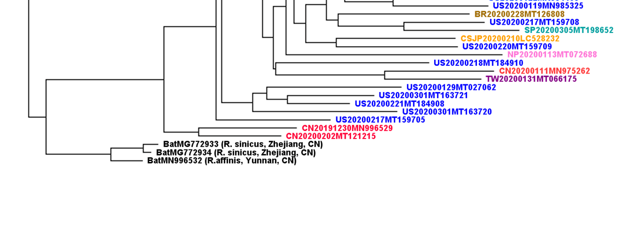 US20200119MN985325
BR20200228MT126808
US20200217MT159708
SP20200305MT198652
CSJP20200210LC528232
US20200220MT159709
NP20200113MT072688
US20200218MT184910
CN20200111MN975262
TW20200131MT066175
US20200129MT027062
US20200301MT163721
US20200221MT184908
US20200301MT163720
US20200217MT159705
CN20191230MN996529
CN20200202MT121215
BatMG772933 (R. sinicus, Zhejiang, CN)
BatMG772934 (R. sinicus, Zhejiang, CN)
BatMN996532 (R.affinis, Yunnan, CN)